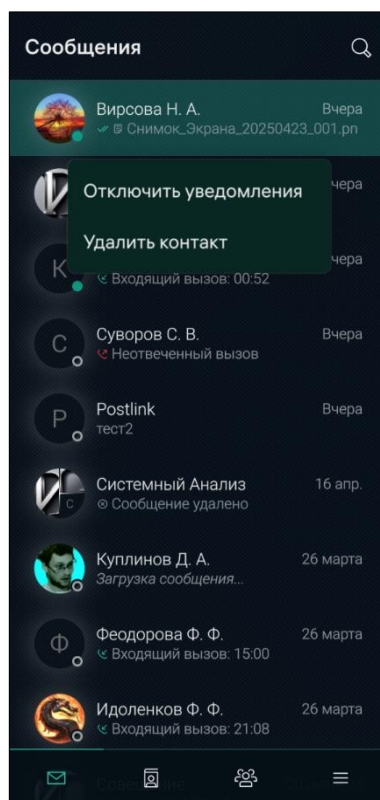 Сообщения
Вирсова Н. А.
Вчера
Снимок_Экрана_20250423_001.pn
Отключить уведомления
чера
Удалить контакт
чера
К
Входящий вызов: 00:52
С
Суворов С. В.
Вчера
Неотвеченный вызов
P
Postlink
Вчера
тест2
Системный Анализ
16 апр.
С
Сообщение удалено
Куплинов Д. А.
26 марта
Загрузка сообщения...
Ф
Феодорова Ф. Ф.
26 марта
Входящий вызов: 15:00
Идоленков Ф. Ф.
26 марта
Входящий вызов: 21:08